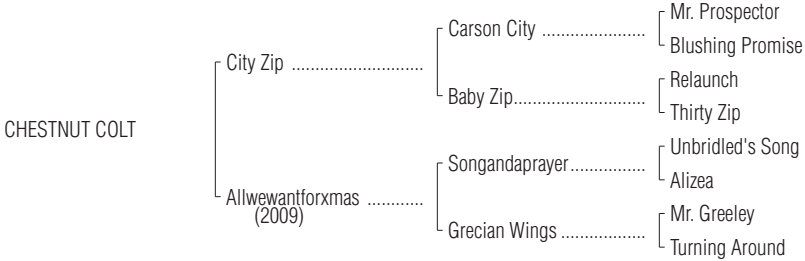 Mr. Prospector
Carson City ......................
Blushing Promise
City Zip ............................
Relaunch
Baby Zip............................
Thirty Zip
CHESTNUT COLT
Unbridled's Song
Songandaprayer................
Alizea
Allwewantforxmas ............
(2009)
Mr. Greeley
Grecian Wings ..................
Turning Around